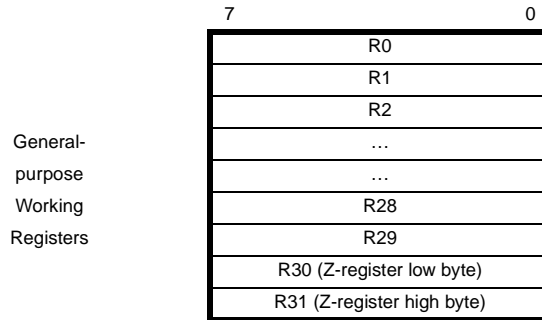 7 0
R0
R1
R2
General-
…
purpose
…
Working
R28
Registers
R29
R30 (Z-register low byte)
R31 (Z-register high byte)